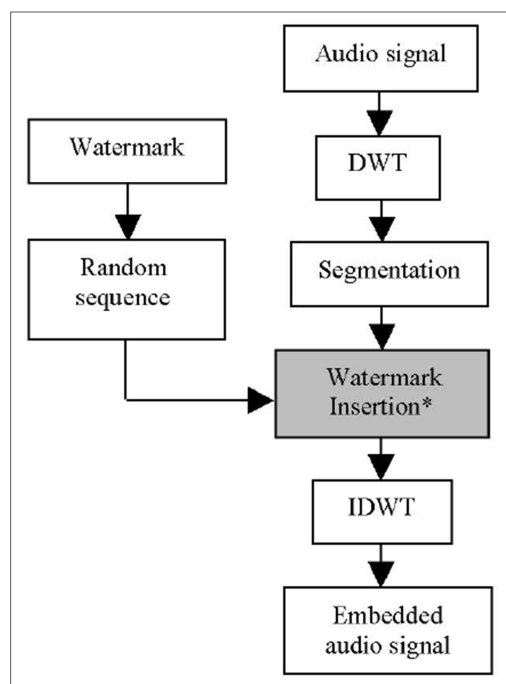 Audio signal
Watermark
DWT
Random
sequence
Segmentation
Watermark
Insertion*
IDWT
Embedded
audio signal